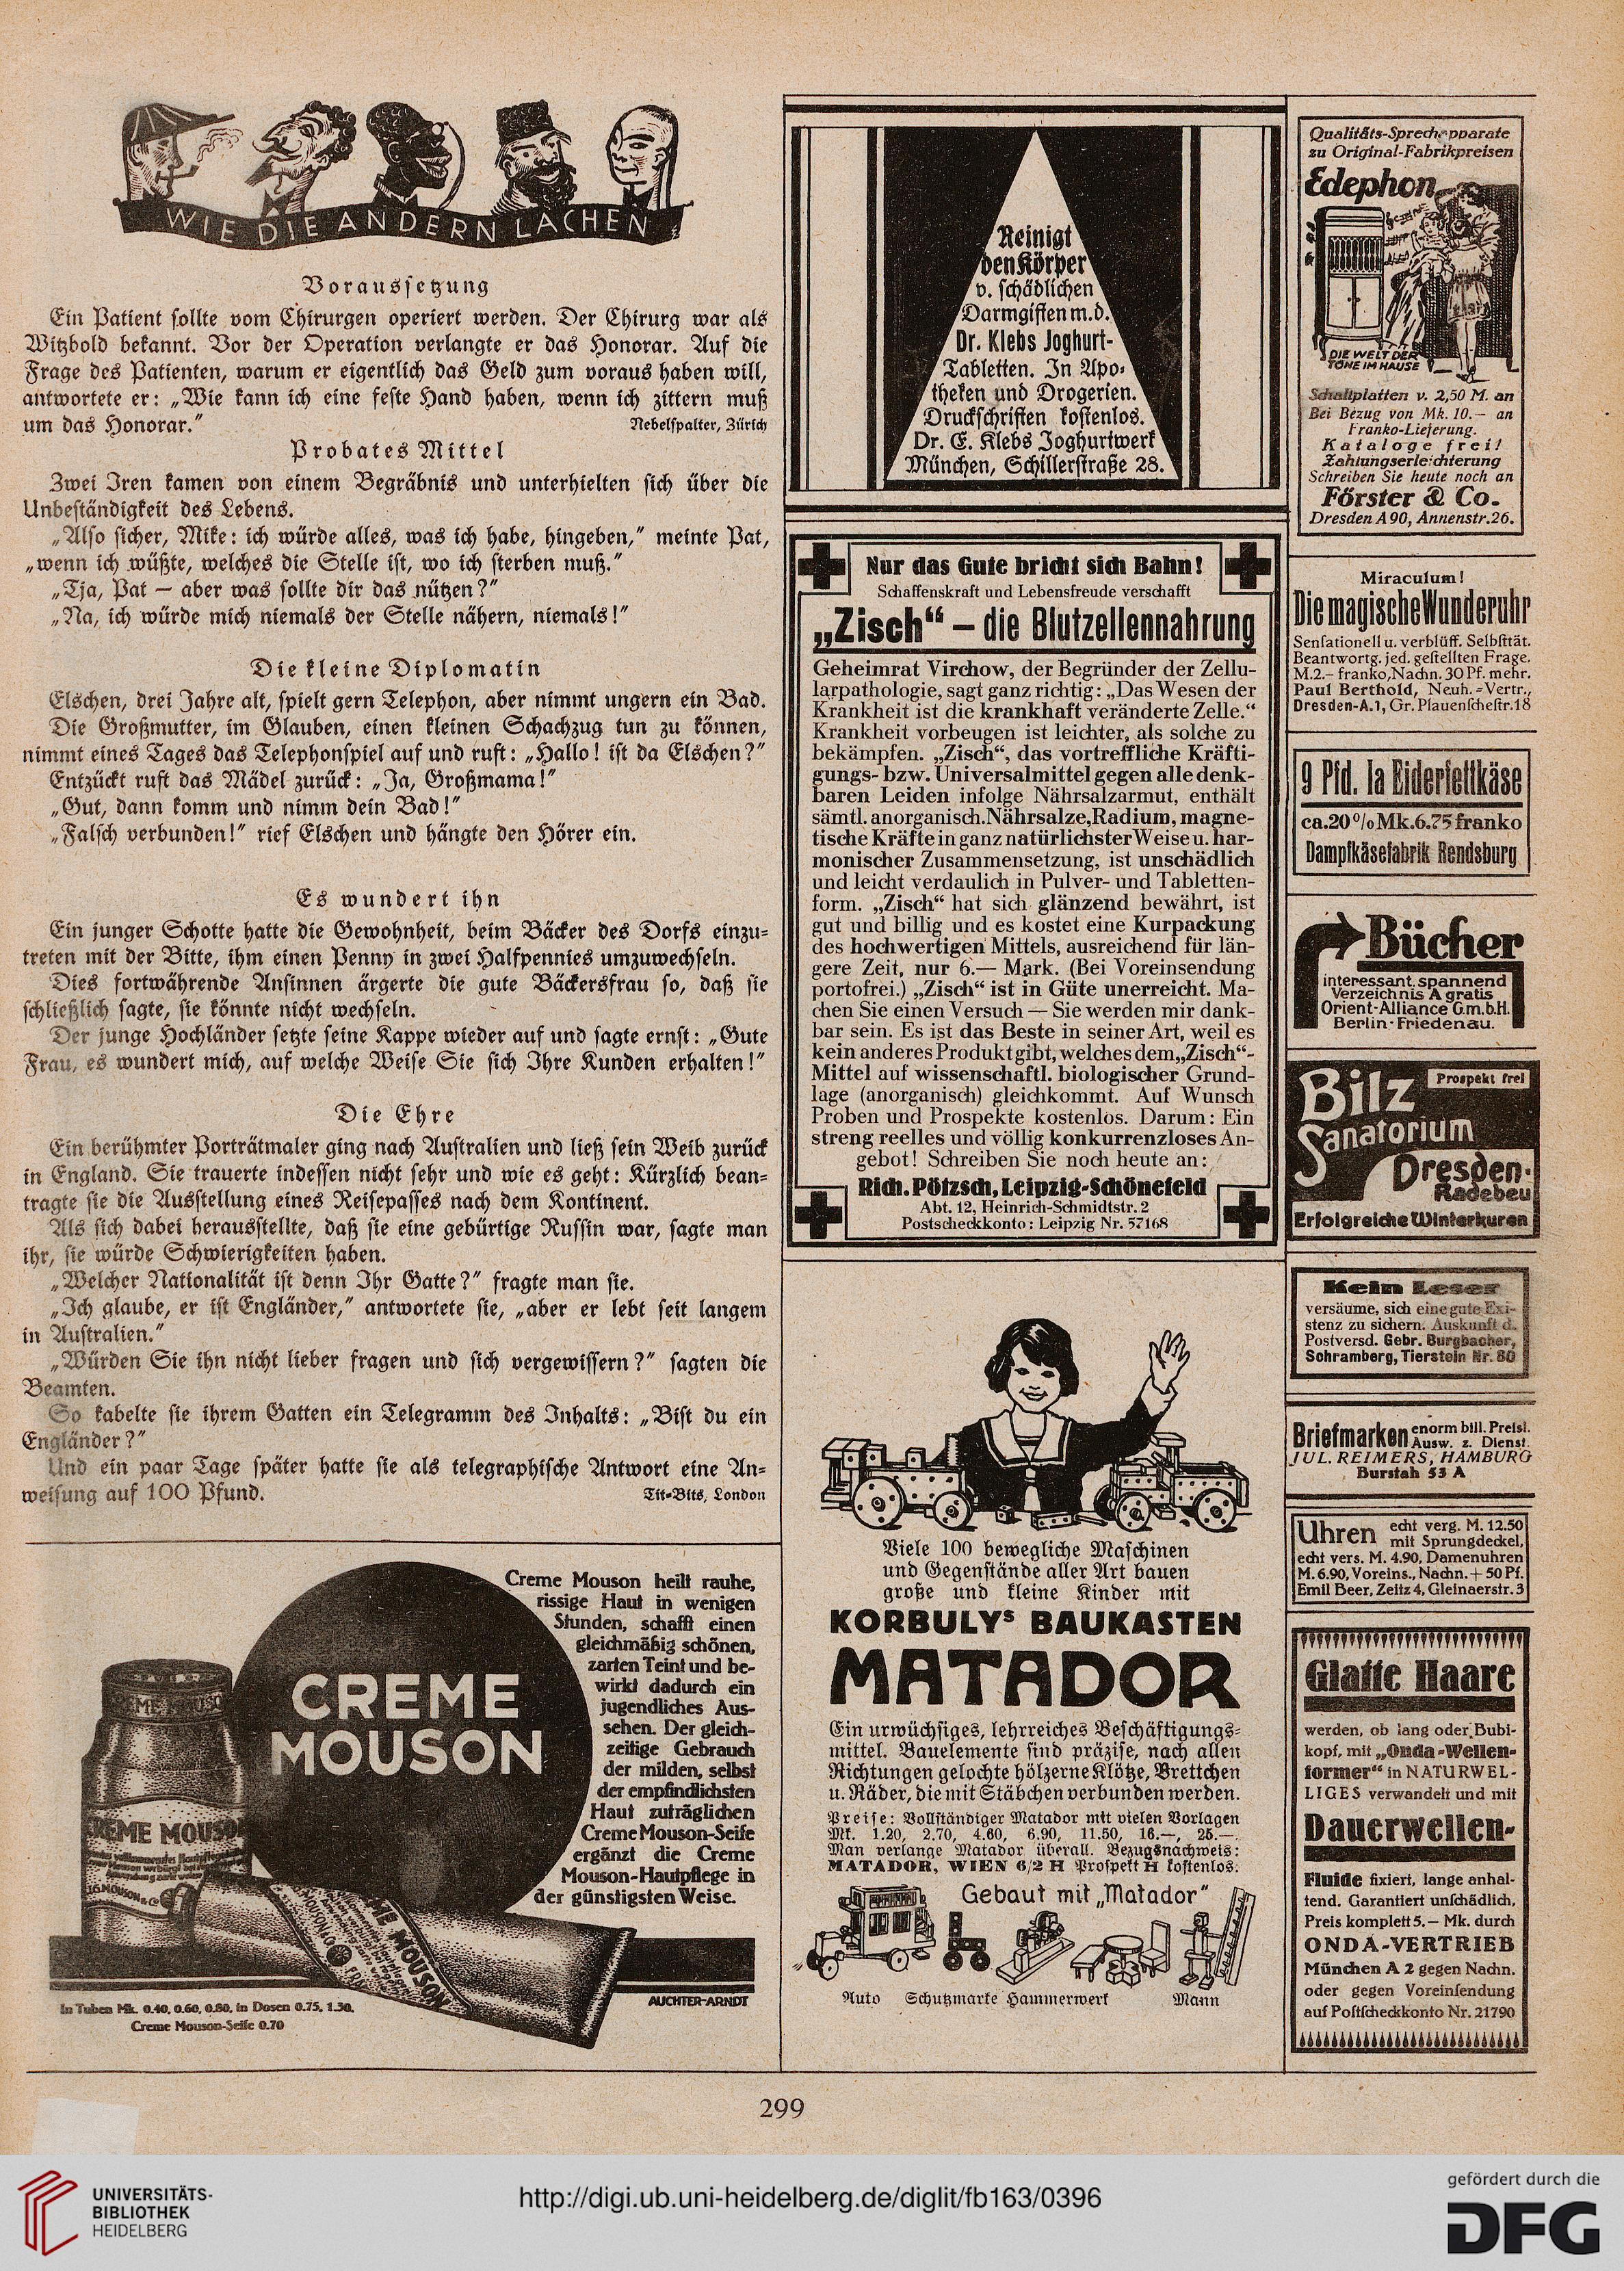 WIE DIE ANDERN LACHEN
Voraussetzung
Ein Patient sollte vom Chirurgen operiert werden. Der Chirurg war als
Witzbold bekannt. Vor der Operation verlangte er das Honorar. Auf die
Frage des Patienten, warum er eigentlich das Geld zum voraus haben will,
antwortete er: „Wie kann ich eine feste Hand haben, wenn ich zittern muß
um das Honorar.“ Nebelspalter, Zürich
Probates Mittel
Zwei Iren kamen von einem Begräbnis und unterhielten sich über die
Unbeständigkeit des Lebens.
„Also sicher, Mike: ich würde alles, was ich habe, hingeben,“ meinte Pat,
„wenn ich wüßte, welches die Stelle ist, wo ich sterben muß.“
„Tja, Pat — aber was sollte dir das nützen?“
„Na, ich würde mich niemals der Stelle nähern, niemals!“
Die kleine Diplomatin
Elschen, drei Jahre alt, spielt gern Telephon, aber nimmt ungern ein Bad.
Die Großmutter, im Glauben, einen kleinen Schachzug tun zu können,
nimmt eines Tages das Telephonspiel auf und ruft: „Hallo! ist da Elschen?“
Entzückt ruft das Mädel zurück: „Ja, Großmama!“
„Gut, dann komm und nimm dein Bad!“
„Falsch verbunden!“ rief Elschen und hängte den Hörer ein.
Es wundert ihn
Ein junger Schotte hatte die Gewohnheit, beim Bäcker des Dorfs einzu-
treten mit der Bitte, ihm einen Penny in zwei Halfpennies umzuwechseln.
Dies fortwährende Ansinnen ärgerte die gute Bäckersfrau so, daß sie
schließlich sagte, sie könnte nicht wechseln.
Der junge Hochländer setzte seine Kappe wieder auf und sagte ernst: „Gute
Frau, es wundert mich, auf welche Weise Sie sich Ihre Kunden erhalten!“
Die Ehre
Ein berühmter Porträtmaler ging nach Australien und ließ sein Weib zurück
in England. Sie trauerte indessen nicht sehr und wie es geht: Kürzlich bean-
tragte sie die Ausstellung eines Reisepasses nach dem Kontinent.
Als sich dabei herausstellte, daß sie eine gebürtige Russin war, sagte man
ihr, sie würde Schwierigkeiten haben.
„Welcher Nationalität ist denn Ihr Gatte?“ fragte man sie.
„Ich glaube, er ist Engländer,“ antwortete sie, „aber er lebt seit langem
in Australien.“
„Würden Sie ihn nicht lieber fragen und sich vergewissern?“ sagten die
Beamten.
So kabelte sie ihrem Gatten ein Telegramm des Inhalts: „Bist du ein
Engländer?“
Und ein paar Tage später hatte sie als telegraphische Antwort eine An-
weisung auf 100 Pfund. Tit-Bits, London
Creme Mouson heilt rauhe,
rissige Haut in wenigen
Stunden, schafft einen
gleichmäßig schönen,
zarten Teint und be-
wirkt dadurch ein
jugendliches Aus-
sehen. Der gleich-
zeitige Gebrauch
der milden, selbst
der empfindlichsten
Haut zuträglichen
Creme Mouson-Seife
ergänzt die Creme
Mouson-Hautpflege in
der günstigsten Weise.
CREME
MOUSON
In Tuben Mk. 0.40, 0.60, 0.80, in Dosen 0.75, 1.30,
Creme Mouson-Seife 0.70
AUCHTER-ARNDT
Reinigt
den Körper
v. schädlichen
Darmgiften m.d.
Dr. Klebs Joghurt-
Tabletten. In Apo-
theken und Drogerien.
Druckschriften kostenlos.
Dr. E. Klebs Joghurtwerk
München, Schillerstraße 28.
Nur das Gute bricht sich Bahn!
Schaffenskraft und Lebensfreude verschafft
„Zisch“ – die Blutzellennahrung
Geheimrat Virchow, der Begründer der Zellu-
larpathologie, sagt ganz richtig: „Das Wesen der
Krankheit ist die krankhaft veränderte Zelle.“
Krankheit vorbeugen ist leichter, als solche zu
bekämpfen. „Zisch“, das vortreffliche Kräfti-
gungs- bzw. Universalmittel gegen alle denk-
baren Leiden infolge Nährsalzarmut, enthält
sämtl. anorganisch. Nährsalze, Radium, magne-
tische Kräfte in ganz natürlichster Weise u. har-
monischer Zusammensetzung, ist unschädlich
und leicht verdaulich in Pulver- und Tabletten-
form. „Zisch“ hat sich glänzend bewährt, ist
gut und billig und es kostet eine Kurpackung
des hochwertigen Mittels, ausreichend für län-
gere Zeit, nur 6.— Mark. (Bei Voreinsendung
portofrei.) „Zisch“ ist in Güte unerreicht. Ma-
chen Sie einen Versuch — Sie werden mir dank-
bar sein. Es ist das Beste in seiner Art, weil es
kein anderes Produkt gibt, welches dem „Zisch“-
Mittel auf wissenschaftl. biologischer Grund-
lage (anorganisch) gleichkommt. Auf Wunsch
Proben und Prospekte kostenlos. Darum: Ein
streng reelles und völlig konkurrenzloses An-
gebot! Schreiben Sie noch heute an:
Rich. Pötzsch, Leipzig-Schönefeld
Abt. 12, Heinrich-Schmidtstr. 2
Postscheckkonto: Leipzig Nr. 57168
Viele 100 bewegliche Maschinen
und Gegenstände aller Art bauen
große und kleine Kinder mit
KORBULYs BAUKASTEN
MATADOR
Ein urwüchsiges, lehrreiches Beschäftigungs-
mittel. Bauelemente sind präzise, nach allen
Richtungen gelochte hölzerne Klötze, Brettchen
u. Räder, die mit Stäbchen verbunden werden.
Preise: Vollständiger Matador mit vielen Vorlagen
Mk. 1.20, 2.70, 4.60, 6.90, 11.50, 16.—, 25.—.
Man verlange Matador überall. Bezugsnachweis:
MATADOR, WIEN 6/2 H Prospekt H kostenlos.
Gebaut mit „Matador“
Auto Schutzmarke Hammerwerk Mann
Qualitäts-Sprechapparate
zu Original-Fabrikpreisen
Edephon
DIE WELT DER
TÖNE IM HAUSE
Schallplatten v. 2,50 M. an
Bei Bezug von Mk. 10.— an
Franko-Lieferung.
Kataloge frei!
Zahlungserleichterung
Schreiben Sie heute noch an
Förster & Co.
Dresden A 90, Annenstr. 26.
Miraculum!
Die magische Wunderuhr
Sensationell u. verblüff. Selbsttät.
Beantwortg. jed. gestellten Frage.
M. 2.– franko, Nachn. 30 Pf. mehr.
Paul Berthold, Neuh.-Vertr.,
Dresden-A. 1, Gr. Plauenschestr. 18
9 Pfd. la Eiderfettkäse
ca. 20% Mk. 6.75 franko
Dampfkäsefabrik Rendsburg
Bücher
interessant, spannend
Verzeichnis A gratis
Orient-Alliance G.m.b.H.
Berlin-Friedenau.
Bilz
Prospekt frei
Sanatorium
Dresden-
Radebeul
Erfolgreiche Winterkuren
Kein Leser
versäume, sich eine gute Exi-
stenz zu sichern. Auskunft d.
Postversd. Gebr. Burgbacher,
Schramberg, Tierstein Nr. 80
Briefmarken enorm bill. Preisl.
Ausw. z. Dienst.
JUL. REIMERS, HAMBURG
Burstah 53 A
Uhren echt verg. M. 12.50
mit Sprungdeckel,
echt vers. M. 4.90, Damenuhren
M. 6.90, Voreins., Nachn. + 50 Pf.
Emil Beer, Zeitz 4, Gleinaerstr. 3
Glatte Haare
werden, ob lang oder Bubi-
kopf, mit „Onda-Wellen-
former“ in NATURWEL-
LIGES verwandelt und mit
Dauerwellen-
Fluide fixiert, lange anhal-
tend. Garantiert unschädlich,
Preis komplett 5.— Mk. durch
ONDA-VERTRIEB
München A 2 gegen Nachn.
oder gegen Voreinsendung
auf Postscheckkonto Nr. 21790
299
UNIVERSITÄTS-
BIBLIOTHEK
HEIDELBERG
http://digi.ub.uni-heidelberg.de/diglit/fb163/0396
gefördert durch die
DFG